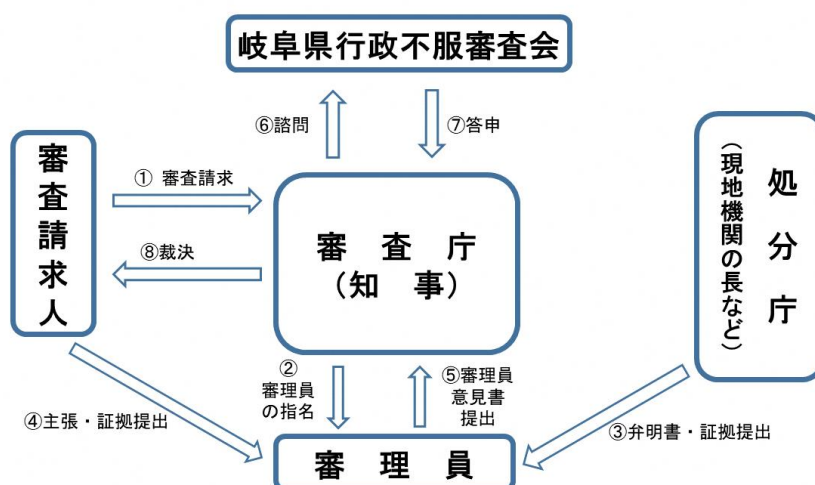 岐阜県行政不服審査会
⑥諮問
⑦答申
審査請求人
① 審査請求
⑧裁決
審査庁
（知事）
処分庁
（現地機関の長など）
②
審理員
の指名
⑤審理員
意見書
提出
④主張・証拠提出
③弁明書・証拠提出
審理員